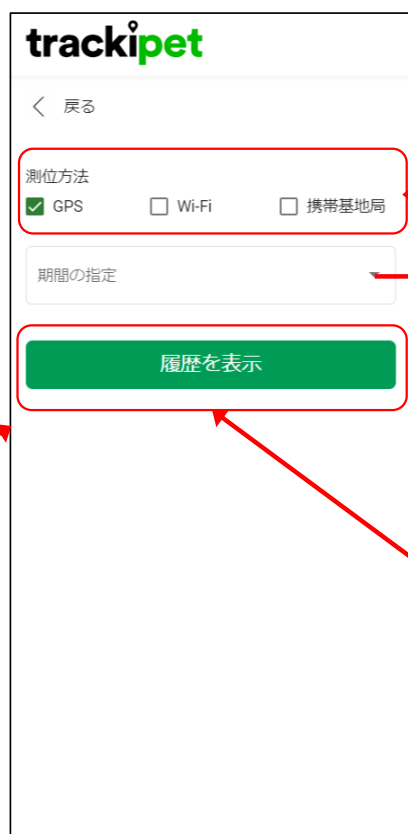 trackipet
戻る
測位方法
GPS Wi-Fi 携帯基地局
期間の指定
履歴を表示